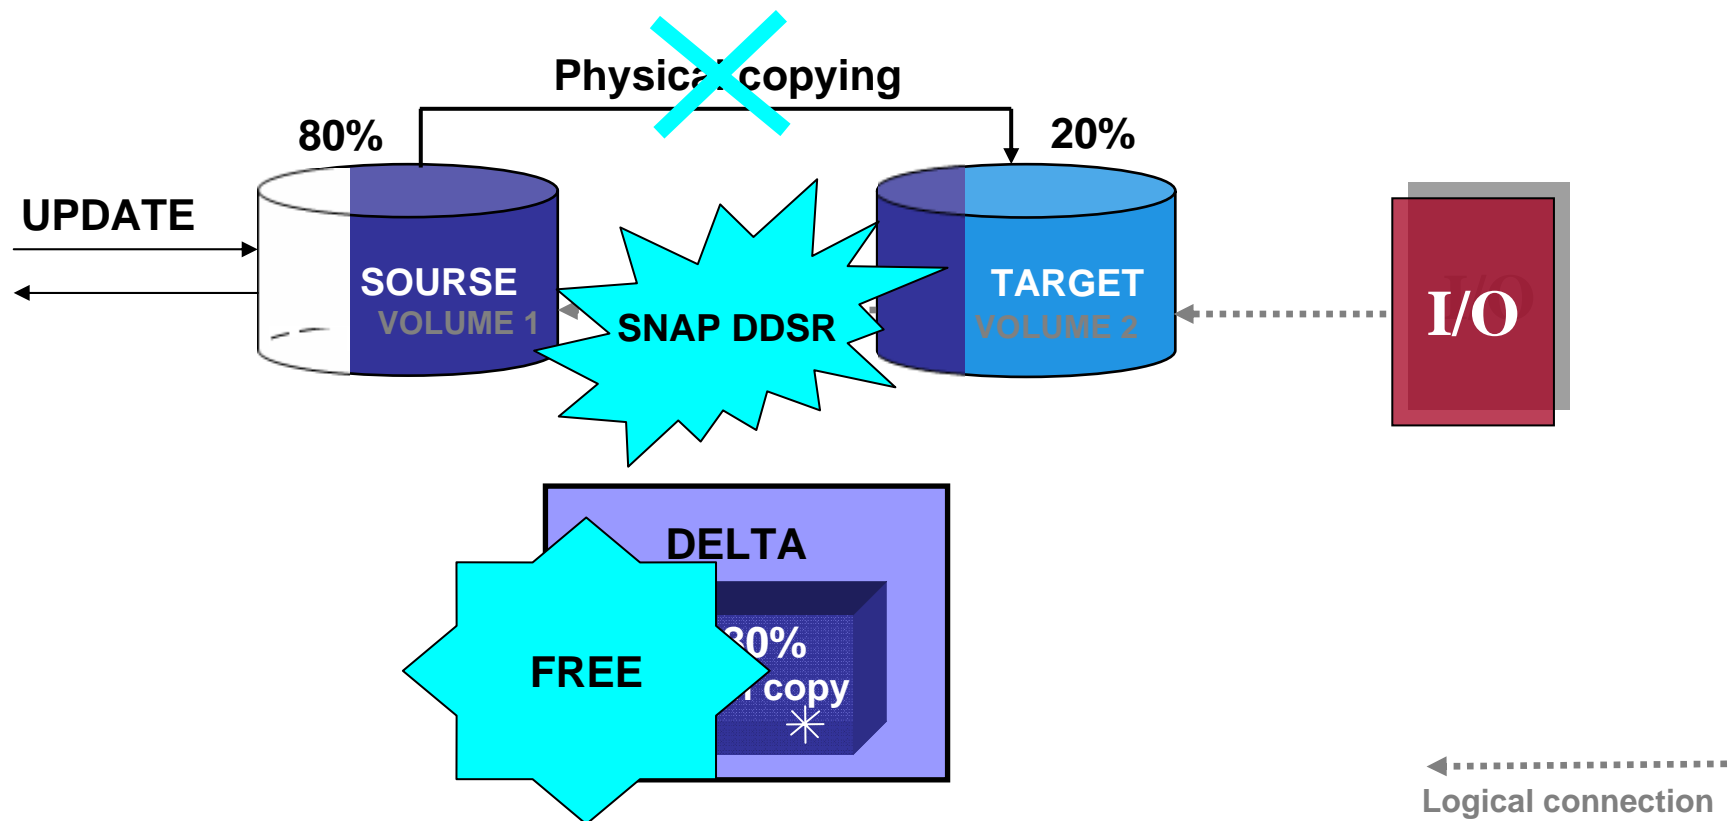 Physical copying
80%
20%
UPDATE
SOURSE
VOLUME 1
SNAP DDSR
TARGET
VOLUME 2
I/O
DELTA
FREE
copy
Logical connection